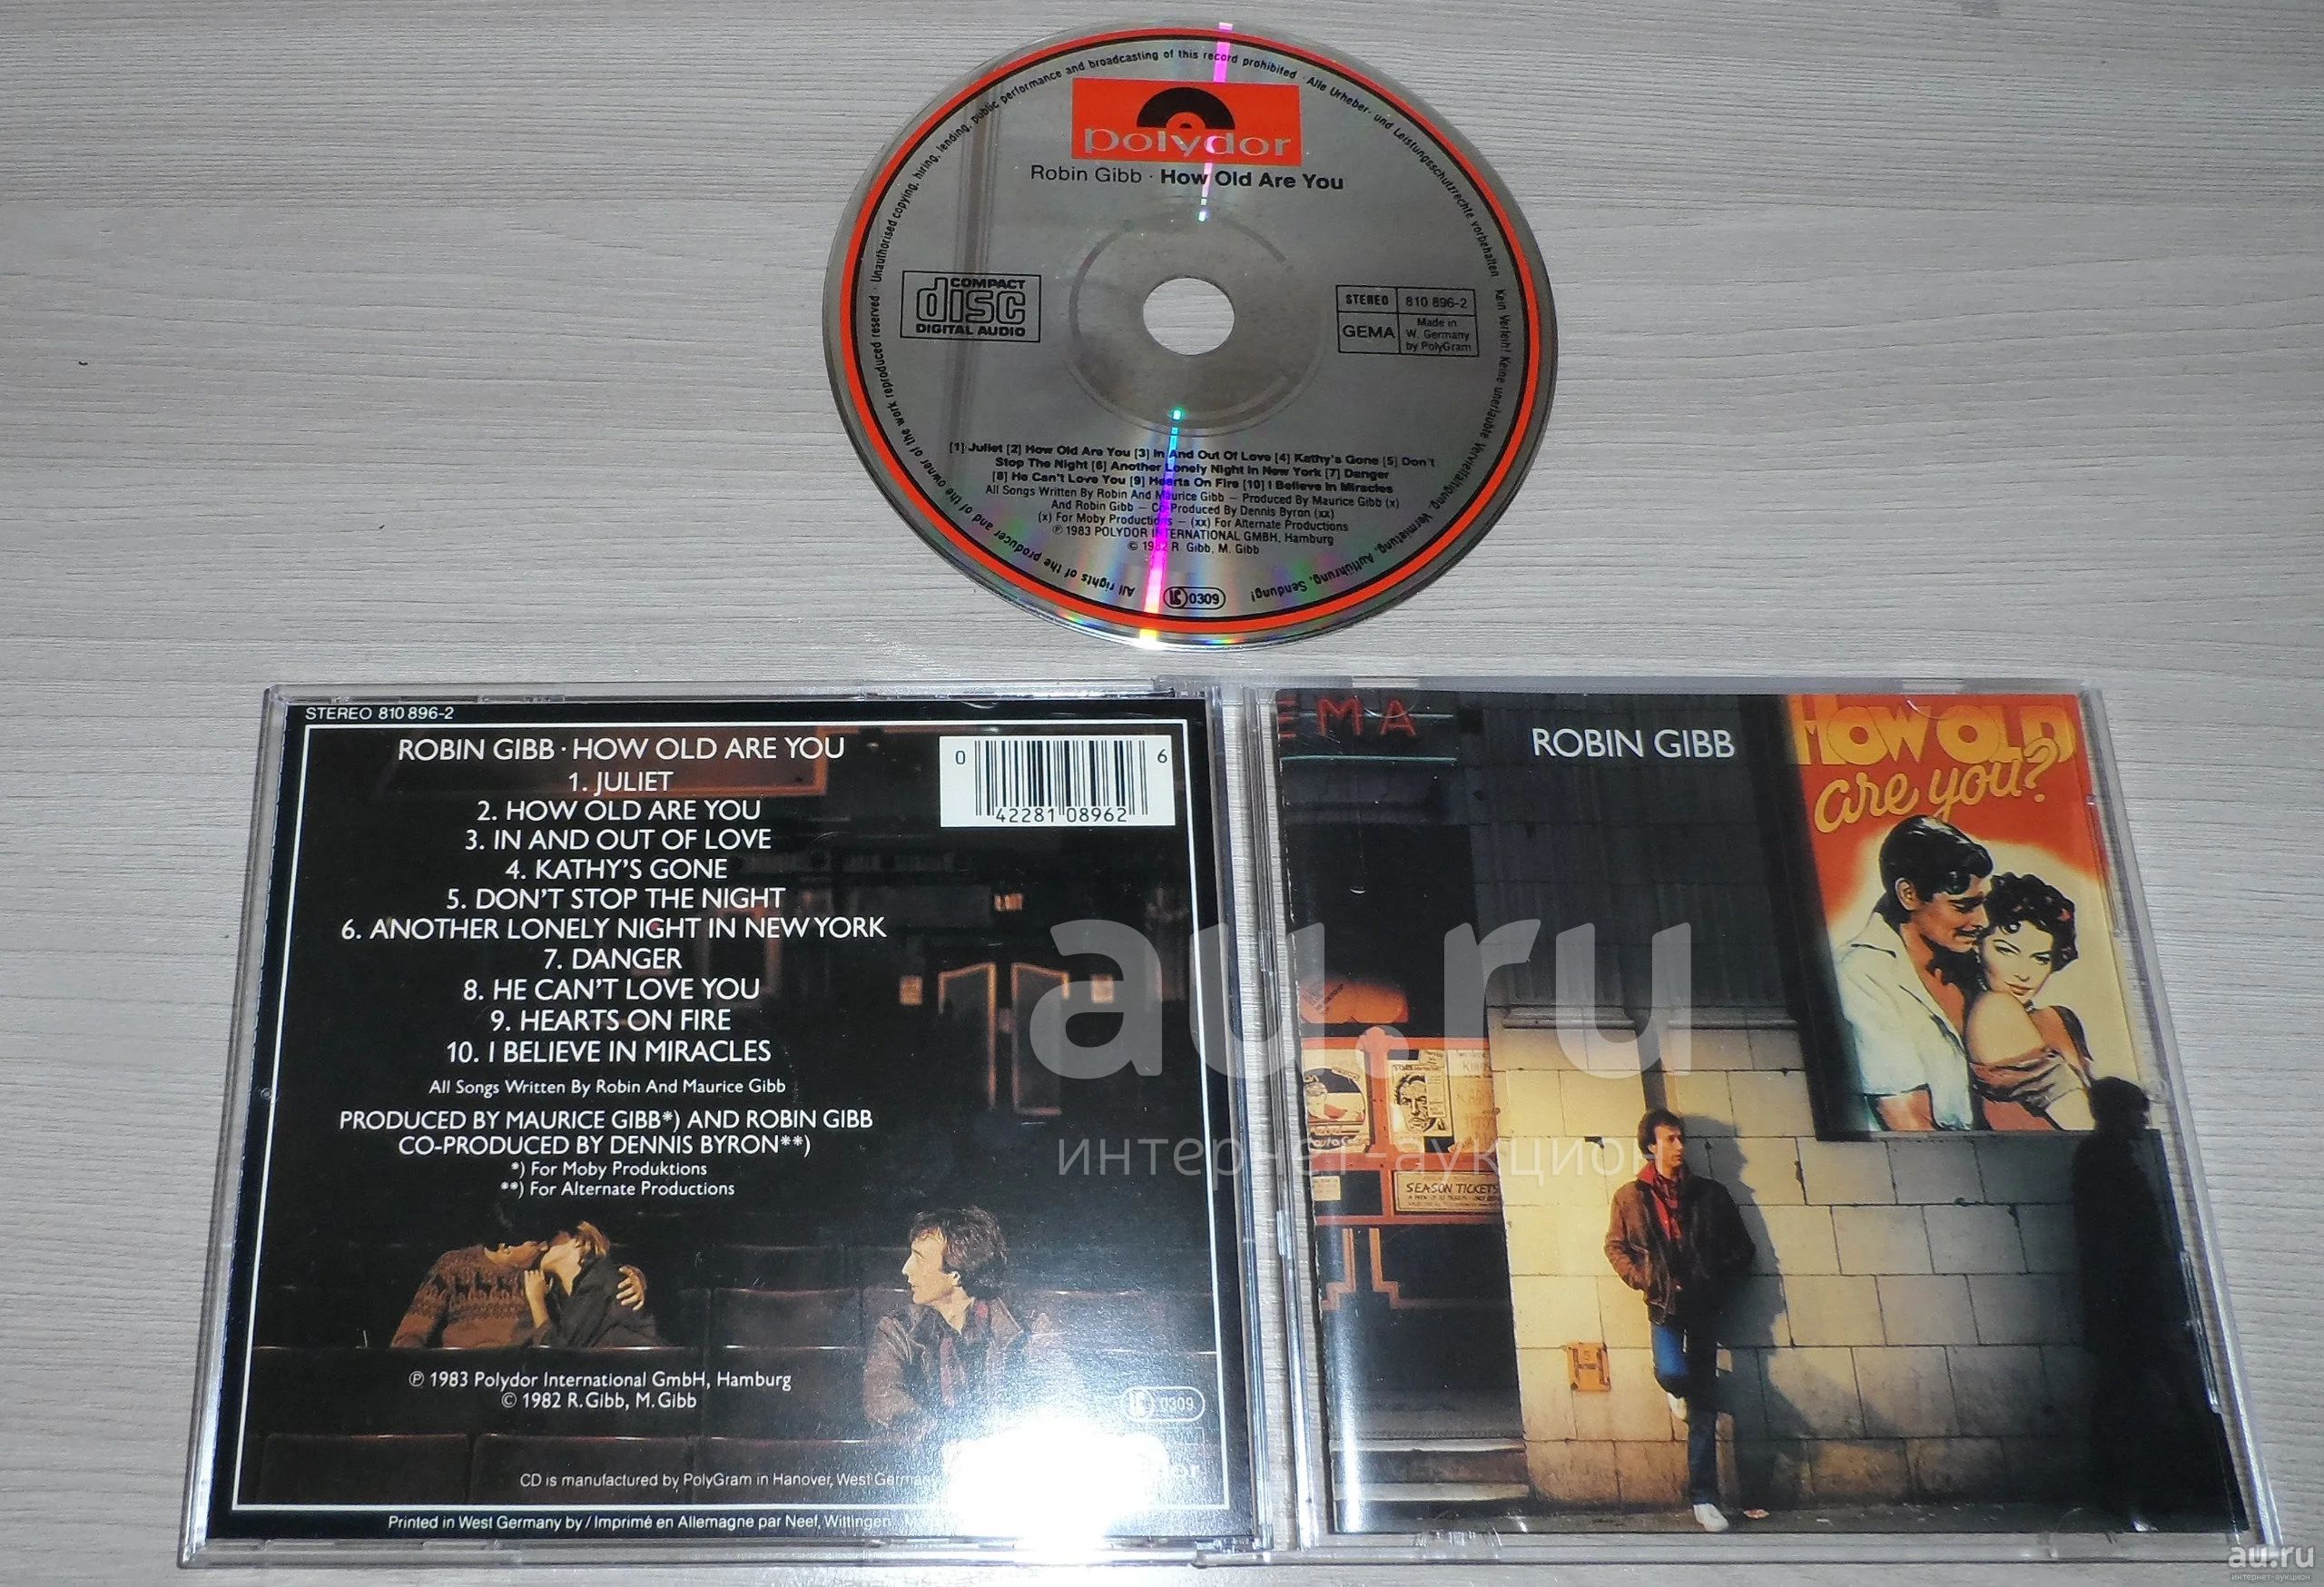 All rights of the producer and of the owner of the work reproduced reserved · Unauthorised copying, hiring, lending, public performance and broadcasting of this record prohibited · Alle Urheber- und Leistungsschutzrechte vorbehalten Kein Verleih! Keine unerlaubte Vervielfältigung, Vermietung, Aufführung, Sendung!
polydor
Robin Gibb · How Old Are You
COMPACT
disc
DIGITAL AUDIO
STEREO 810 896-2
GEMA
Made in
W. Germany
by PolyGram
[1] Juliet [2] How Old Are You [3] In And Out Of Love [4] Kathy's Gone [5] Don't
Stop The Night [6] Another Lonely Night In New York [7] Danger
[8] He Can't Love You [9] Hearts On Fire [10] I Believe In Miracles
All Songs Written By Robin And Maurice Gibb – Produced By Maurice Gibb (x)
And Robin Gibb – Co-Produced By Dennis Byron (xx)
(x) For Moby Productions – (xx) For Alternate Productions
℗ 1983 POLYDOR INTERNATIONAL GMBH, Hamburg
© 1982 R. Gibb, M. Gibb
LC 0309
STEREO 810 896-2
ROBIN GIBB · HOW OLD ARE YOU
1. JULIET
2. HOW OLD ARE YOU
3. IN AND OUT OF LOVE
4. KATHY'S GONE
5. DON'T STOP THE NIGHT
6. ANOTHER LONELY NIGHT IN NEW YORK
7. DANGER
8. HE CAN'T LOVE YOU
9. HEARTS ON FIRE
10. I BELIEVE IN MIRACLES
All Songs Written By Robin And Maurice Gibb
PRODUCED BY MAURICE GIBB*) AND ROBIN GIBB
CO-PRODUCED BY DENNIS BYRON**)
*) For Moby Produktions
**) For Alternate Productions
0 42281 08962 6
℗ 1983 Polydor International GmbH, Hamburg
© 1982 R. Gibb, M. Gibb
LC 0309
CD is manufactured by PolyGram in Hanover, West Germany
Printed in West Germany by / Imprimé en Allemagne par Neef, Wittingen
EMA
ROBIN GIBB
HOW OLD
are you?
STARS
SEASON TICKETS
H
5
au.ru
интернет-аукцион
au.ru
интернет-аукцион